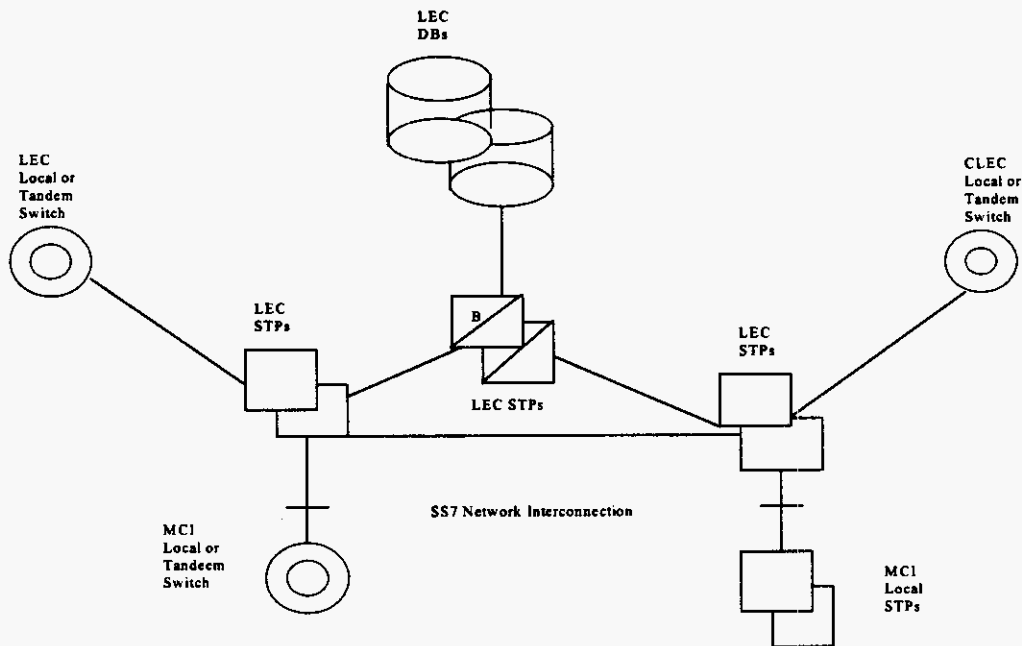 LEC
DBs
LEC
Local or
Tandem
Switch
CLEC
Local or
Tandem
Switch
LEC
STPs
B
LEC STPs
LEC
STPs
SS7 Network Interconnection
MCI
Local or
Tandeem
Switch
MCI
Local
STPs